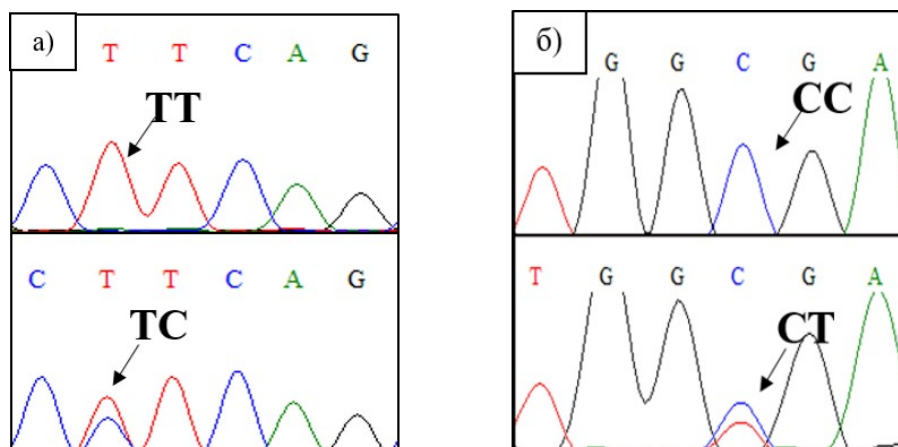 а)
T T C A G
TT
C T T C A G
TC
б)
G G C G A
CC
T G G C G A
CT